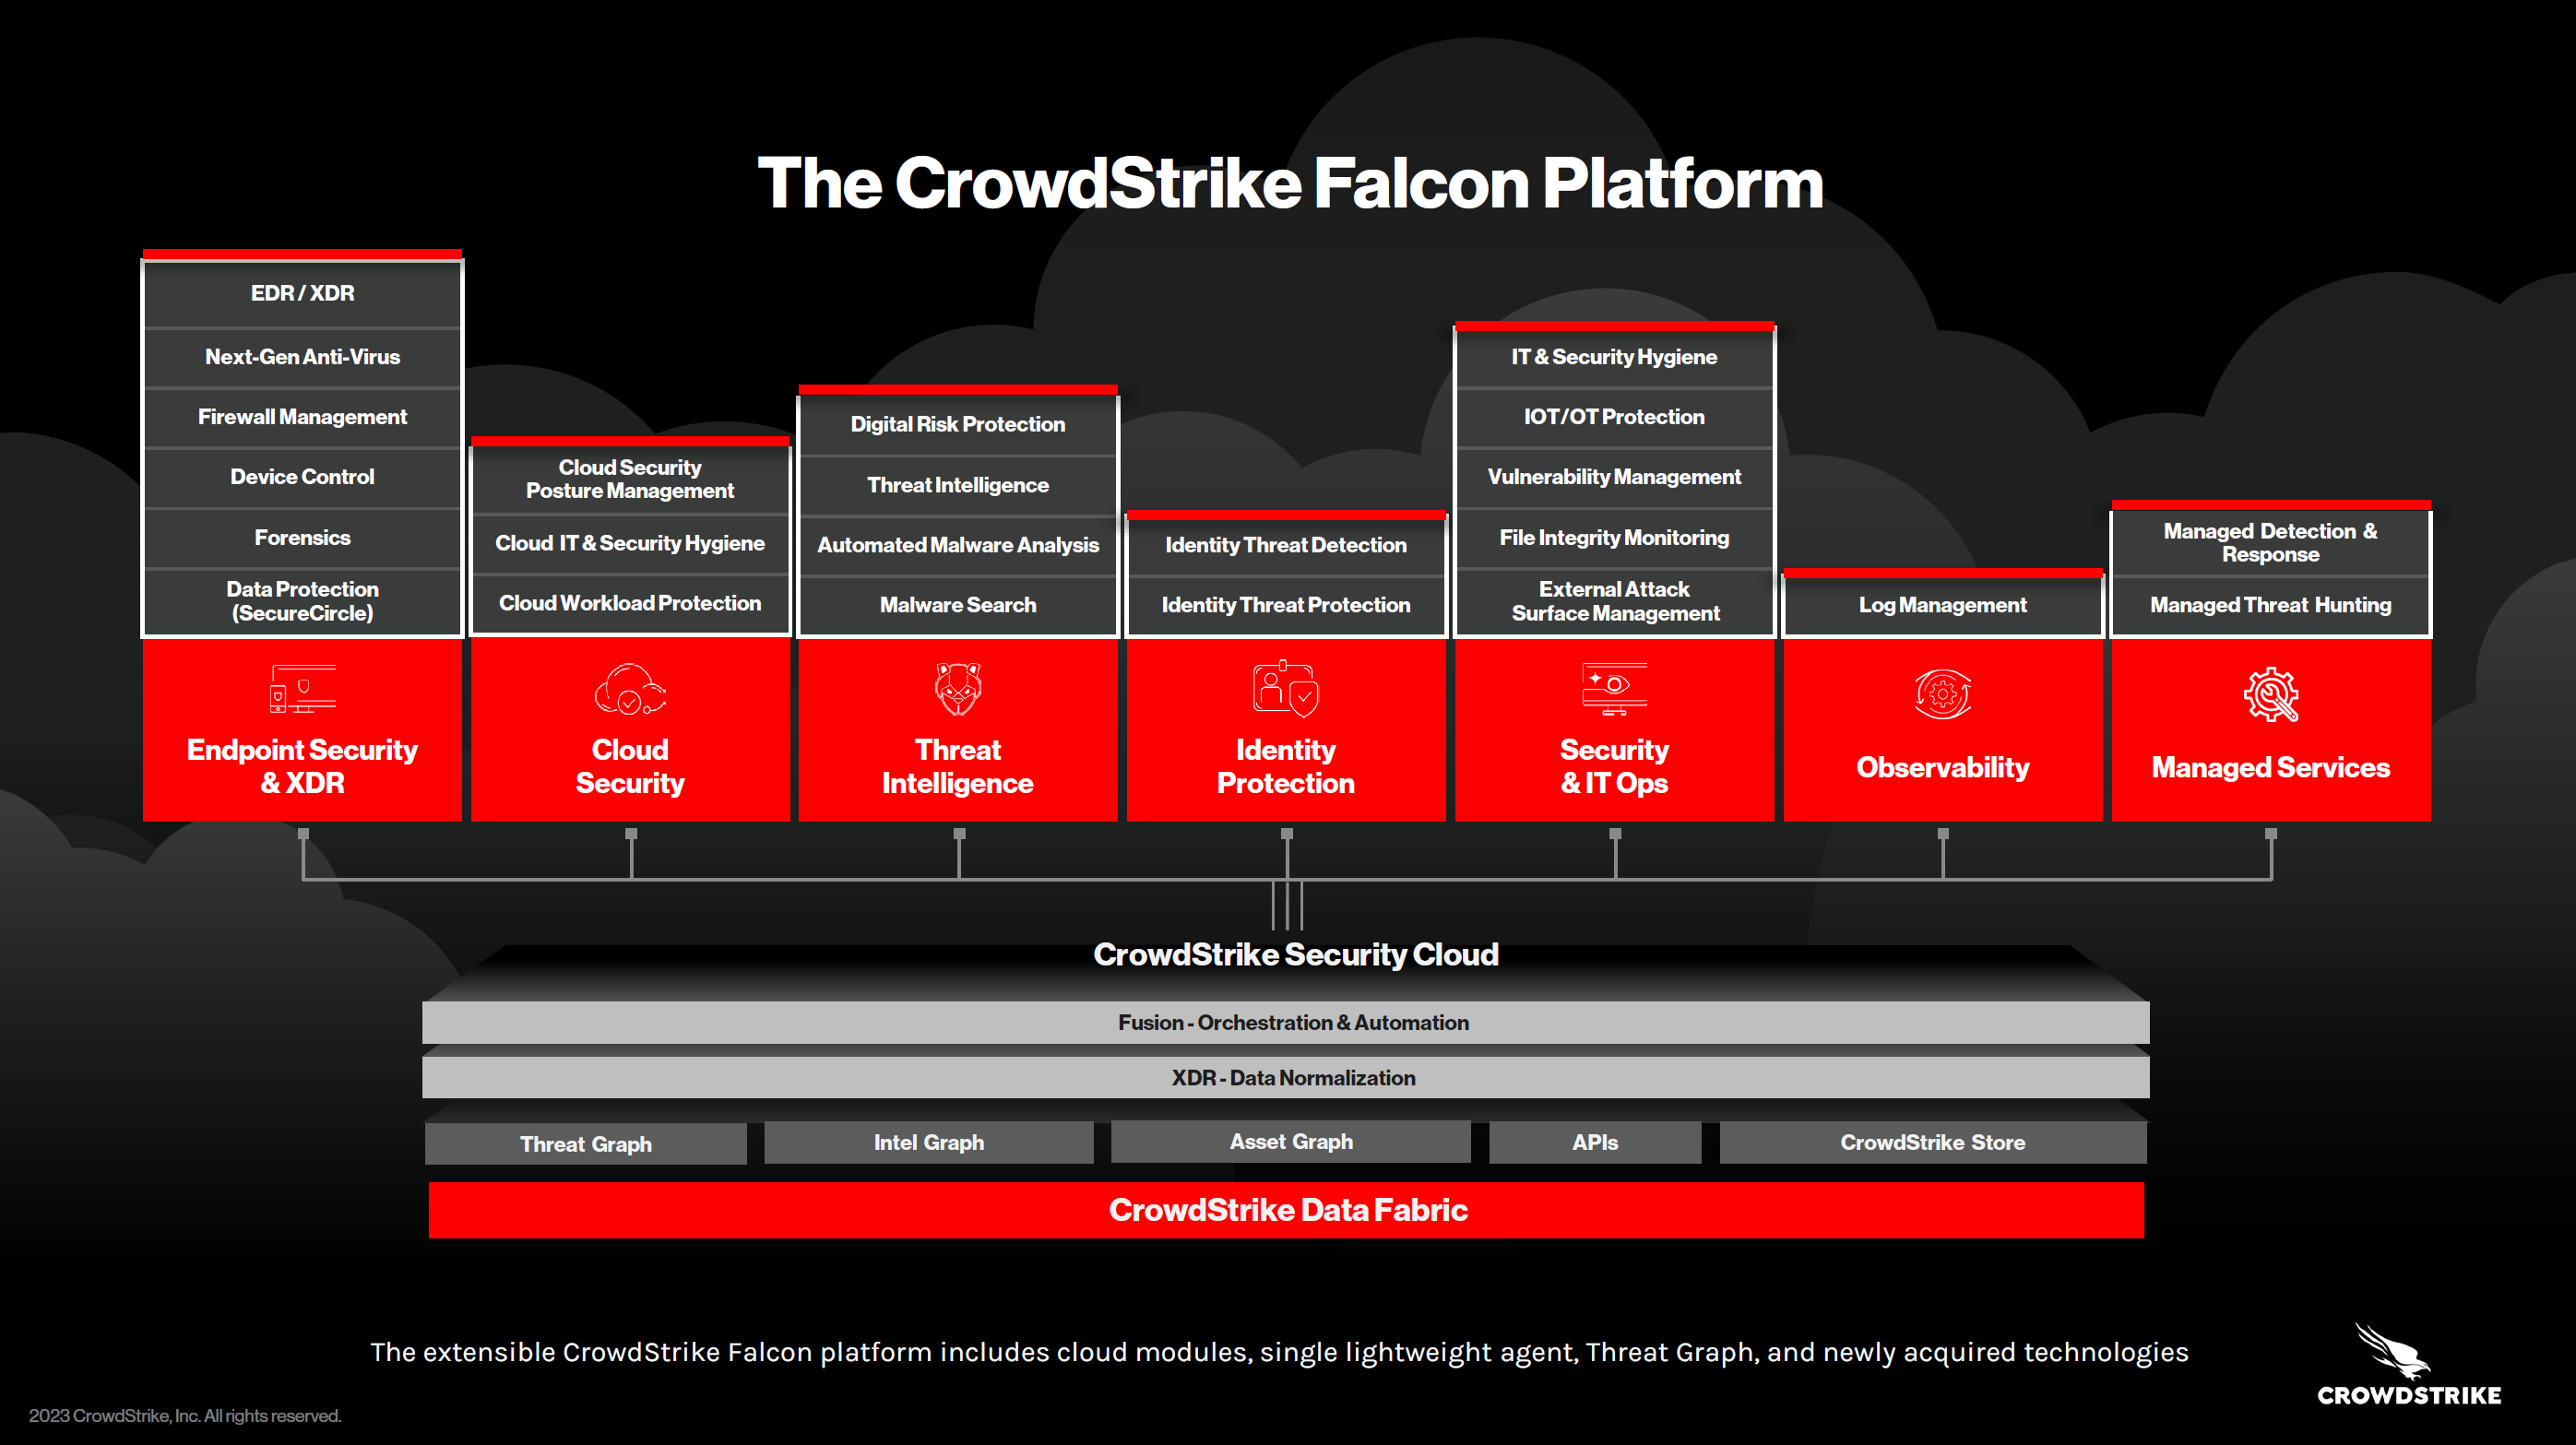 The CrowdStrike Falcon Platform
EDR / XDR
Next-Gen Anti-Virus
Firewall Management
Device Control
Forensics
Data Protection
(SecureCircle)
Endpoint Security
& XDR
Cloud Security
Posture Management
Cloud IT & Security Hygiene
Cloud Workload Protection
Cloud
Security
Digital Risk Protection
Threat Intelligence
Automated Malware Analysis
Malware Search
Threat
Intelligence
Identity Threat Detection
Identity Threat Protection
Identity
Protection
IT & Security Hygiene
IOT/OT Protection
Vulnerability Management
File Integrity Monitoring
External Attack
Surface Management
Security
& IT Ops
Log Management
Observability
Managed Detection &
Response
Managed Threat Hunting
Managed Services
CrowdStrike Security Cloud
Fusion - Orchestration & Automation
XDR - Data Normalization
Threat Graph
Intel Graph
Asset Graph
APIs
CrowdStrike Store
CrowdStrike Data Fabric
The extensible CrowdStrike Falcon platform includes cloud modules, single lightweight agent, Threat Graph, and newly acquired technologies
CROWDSTRIKE
2023 CrowdStrike, Inc. All rights reserved.